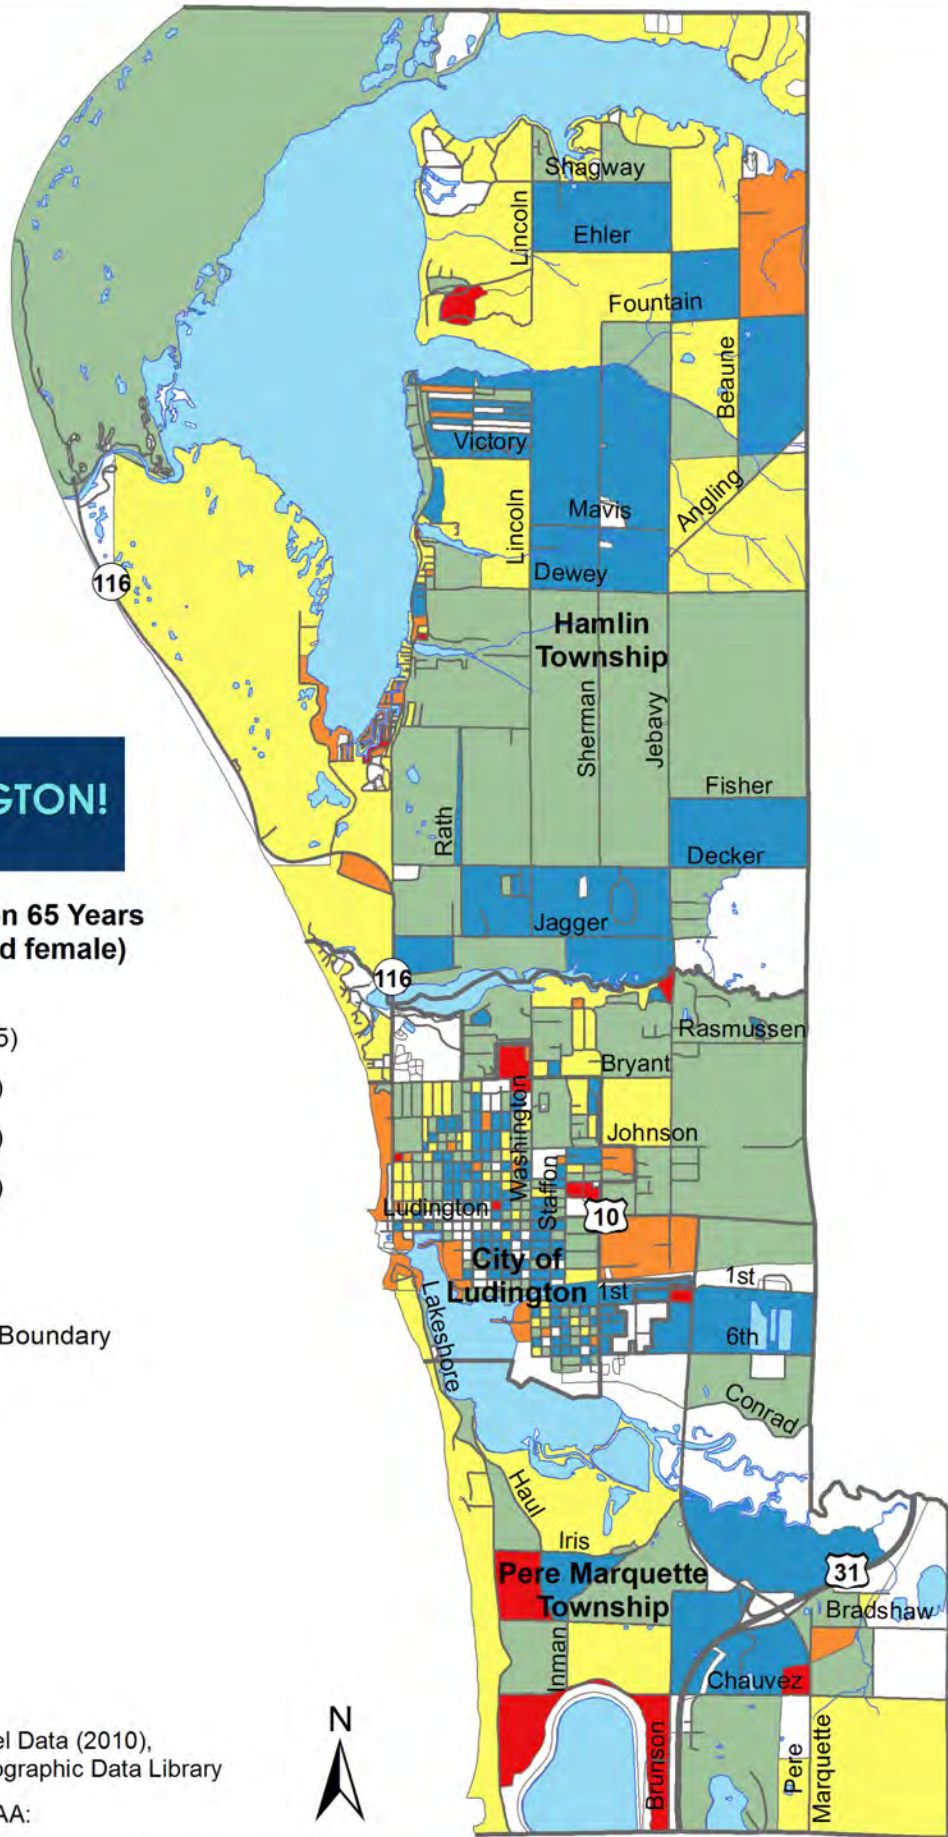 Shagway
Lincoln
Ehler
Fountain
Beaune
Victory
Angling
Mavis
Lincoln
Dewey
116
Hamlin
Township
Sherman
Jebavy
GTON!
Fisher
Rath
Decker
on 65 Years
d female)
Jagger
116
5)
Rasmussen
Bryant
)
Washington
Johnson
)
Staffon
)
Ludington
10
City of
Ludington
1st
1st
Lakeshore
6th
Boundary
Conrad
Haul
Iris
Pere Marquette
Township
31
Bradshaw
Inman
Chauvez
N
Brunson
Pere
Marquette
el Data (2010),
ographic Data Library
AA: